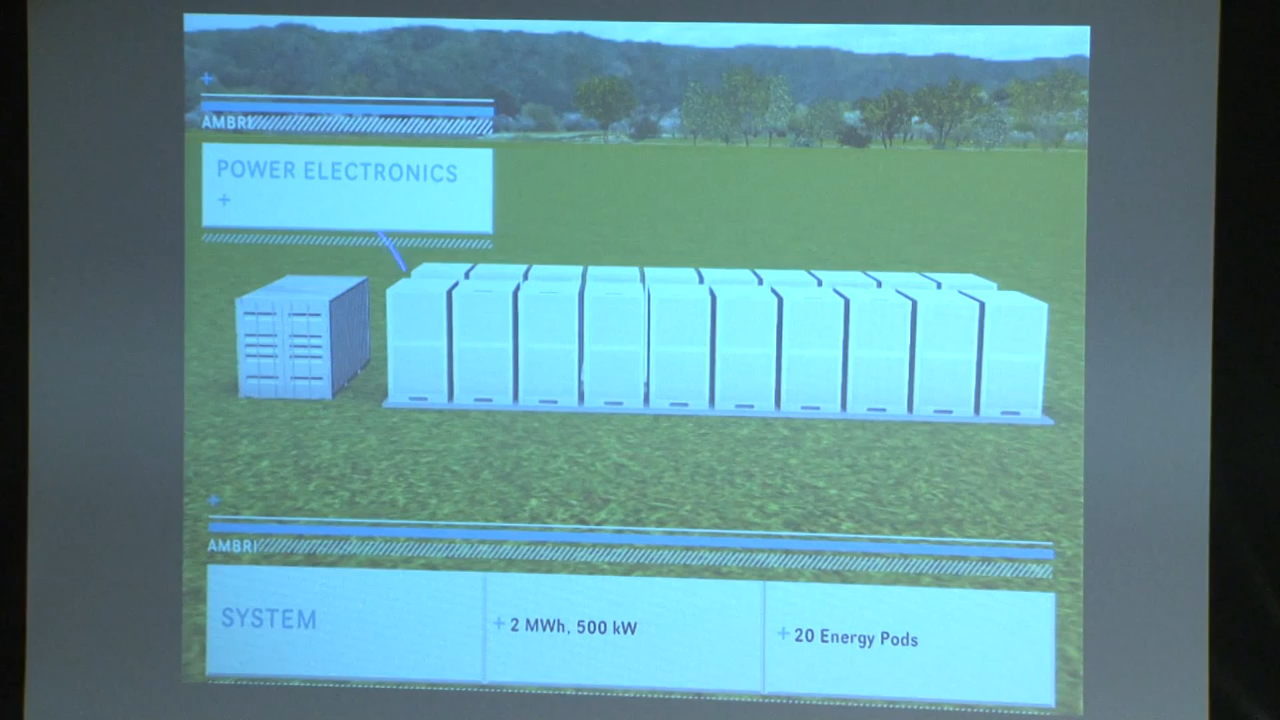 AMBRI
POWER ELECTRONICS
+
AMBRI
SYSTEM
+ 2 MWh, 500 kW
+ 20 Energy Pods